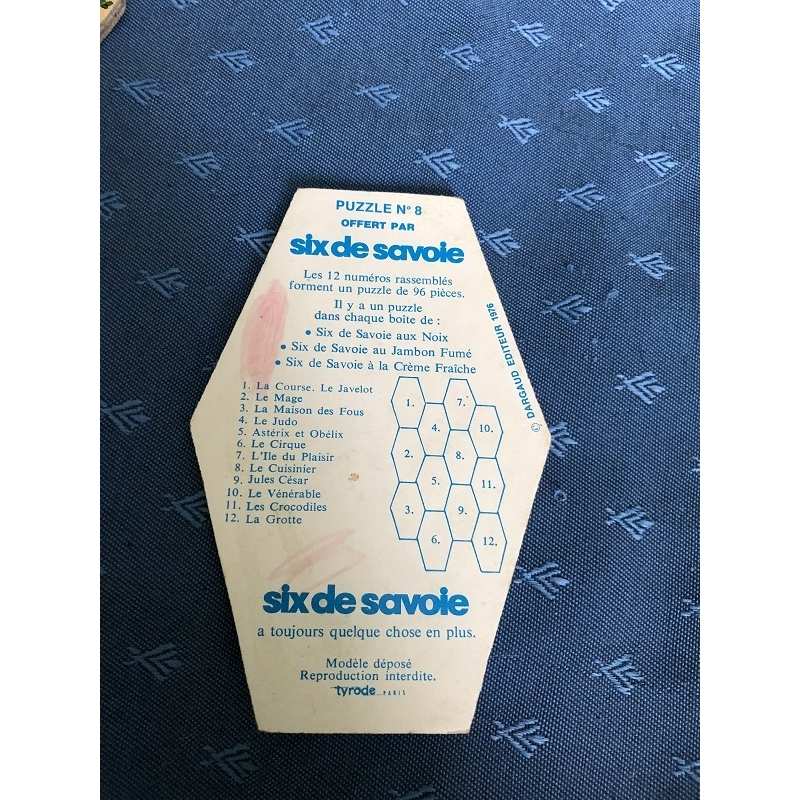 PUZZLE N° 8
OFFERT PAR
six de savoie
Les 12 numéros rassemblés
forment un puzzle de 96 pièces.
Il y a un puzzle
dans chaque boite de :
• Six de Savoie aux Noix
• Six de Savoie au Jambon Fumé
• Six de Savoie à la Crème Fraîche
© DARGAUD EDITEUR 1976
1. La Course. Le Javelot
2. Le Mage
3. La Maison des Fous
4. Le Judo
5. Astérix et Obélix
6. Le Cirque
7. L'Ile du Plaisir
8. Le Cuisinier
9. Jules César
10. Le Vénérable
11. Les Crocodiles
12. La Grotte
1.
7.
4.
10.
2.
8.
5.
11.
3.
9.
6.
12.
six de savoie
a toujours quelque chose en plus.
Modèle déposé
Reproduction interdite.
tyrode PARIS